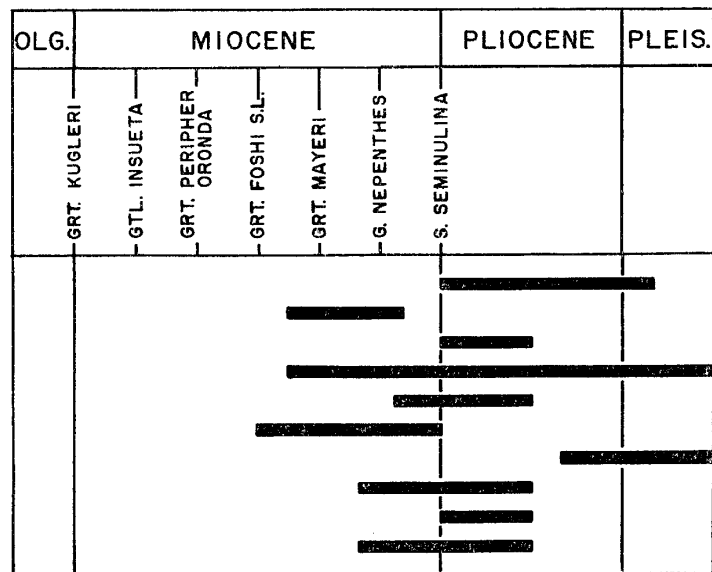 OLG. MIOCENE PLIOCENE PLEIS.
GRT. KUGLERI
GTL. INSUETA
GRT. PERIPHER
ORONDA
GRT. FOSHI S.L.
GRT. MAYERI
G. NEPENTHES
S. SEMINULINA